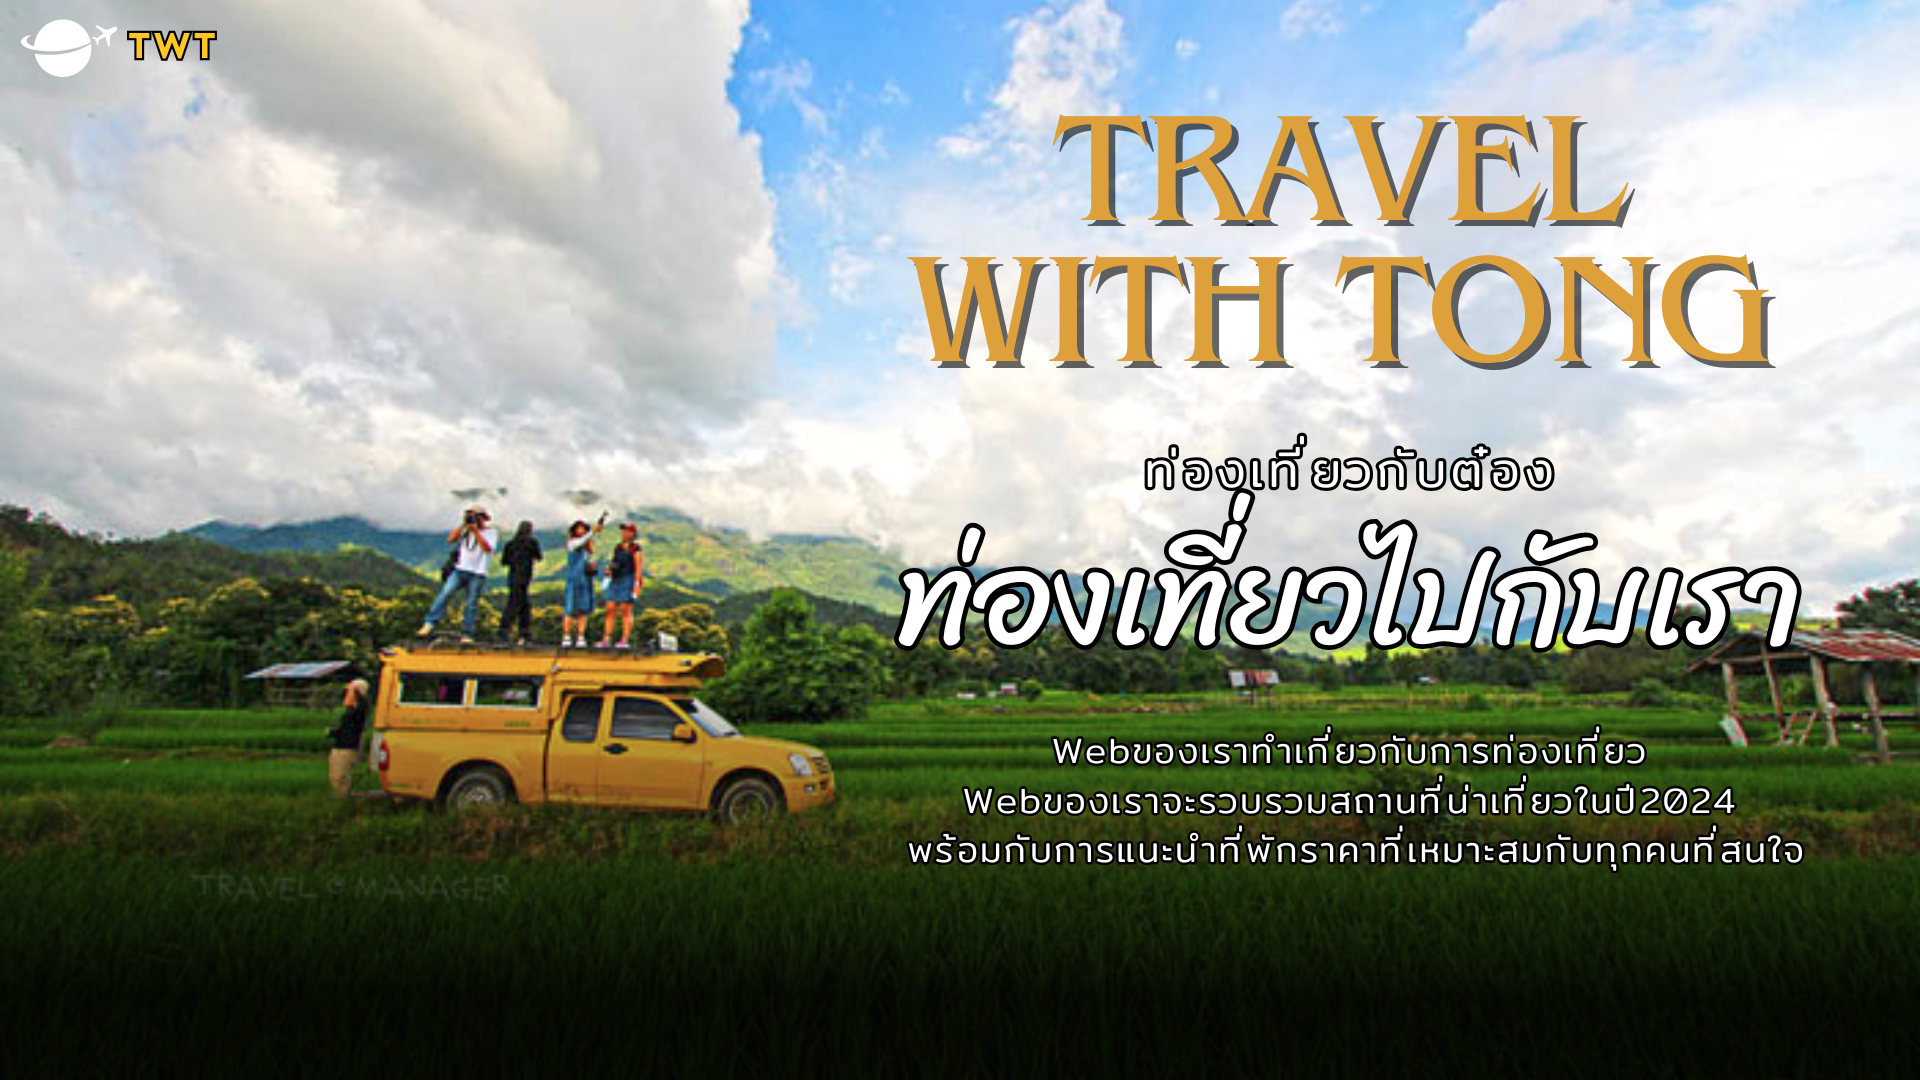 TWT
TRAVEL
WITH TONG
ท่องเที่ยวกับต๋อง
ท่องเที่ยวไปกับเรา
Webของเราทำเกี่ยวกับการท่องเที่ยว
Webของเราจะรวบรวมสถานที่น่าเที่ยวในปี2024
พร้อมกับการแนะนำที่พักราคาที่เหมาะสมกับทุกคนที่สนใจ
TRAVEL MANAGER